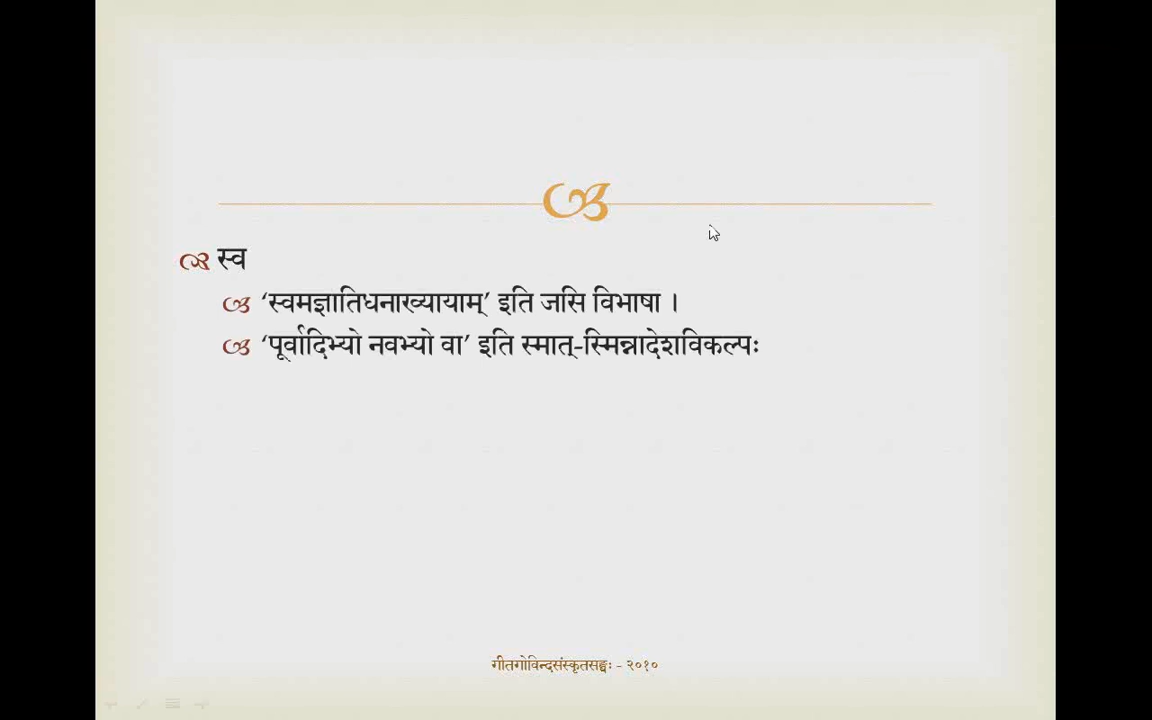 स्व
‘स्वमज्ञातिधनाख्यायाम्’ इति जसि विभाषा ।
‘पूर्वादिभ्यो नवभ्यो वा’ इति स्मात्-स्मिन्नादेशविकल्पः
गीतगोविन्दसंस्कृतसङ्घः - २०१०